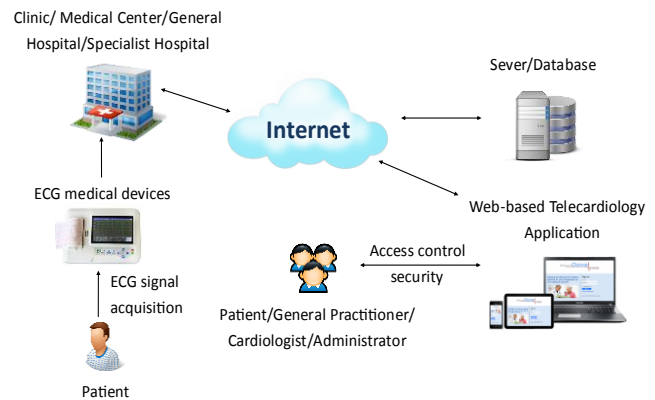 Clinic/ Medical Center/General
Hospital/Specialist Hospital
Sever/Database
Internet
ECG medical devices
Web-based Telecardiology
Application
Access control
security
ECG signal
acquisition
Patient/General Practitioner/
Cardiologist/Administrator
Patient